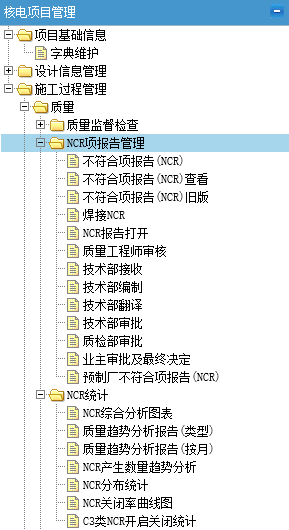 核电项目管理
项目基础信息
字典维护
设计信息管理
施工过程管理
质量
质量监督检查
NCR项报告管理
不符合项报告(NCR)
不符合项报告(NCR)查看
不符合项报告(NCR)旧版
焊接NCR
NCR报告打开
质量工程师审核
技术部接收
技术部编制
技术部翻译
技术部审批
质检部审批
业主审批及最终决定
预制厂不符合项报告(NCR)
NCR统计
NCR综合分析图表
质量趋势分析报告(类型)
质量趋势分析报告(按月)
NCR产生数量趋势分析
NCR分布统计
NCR关闭率曲线图
C3类NCR开启关闭统计